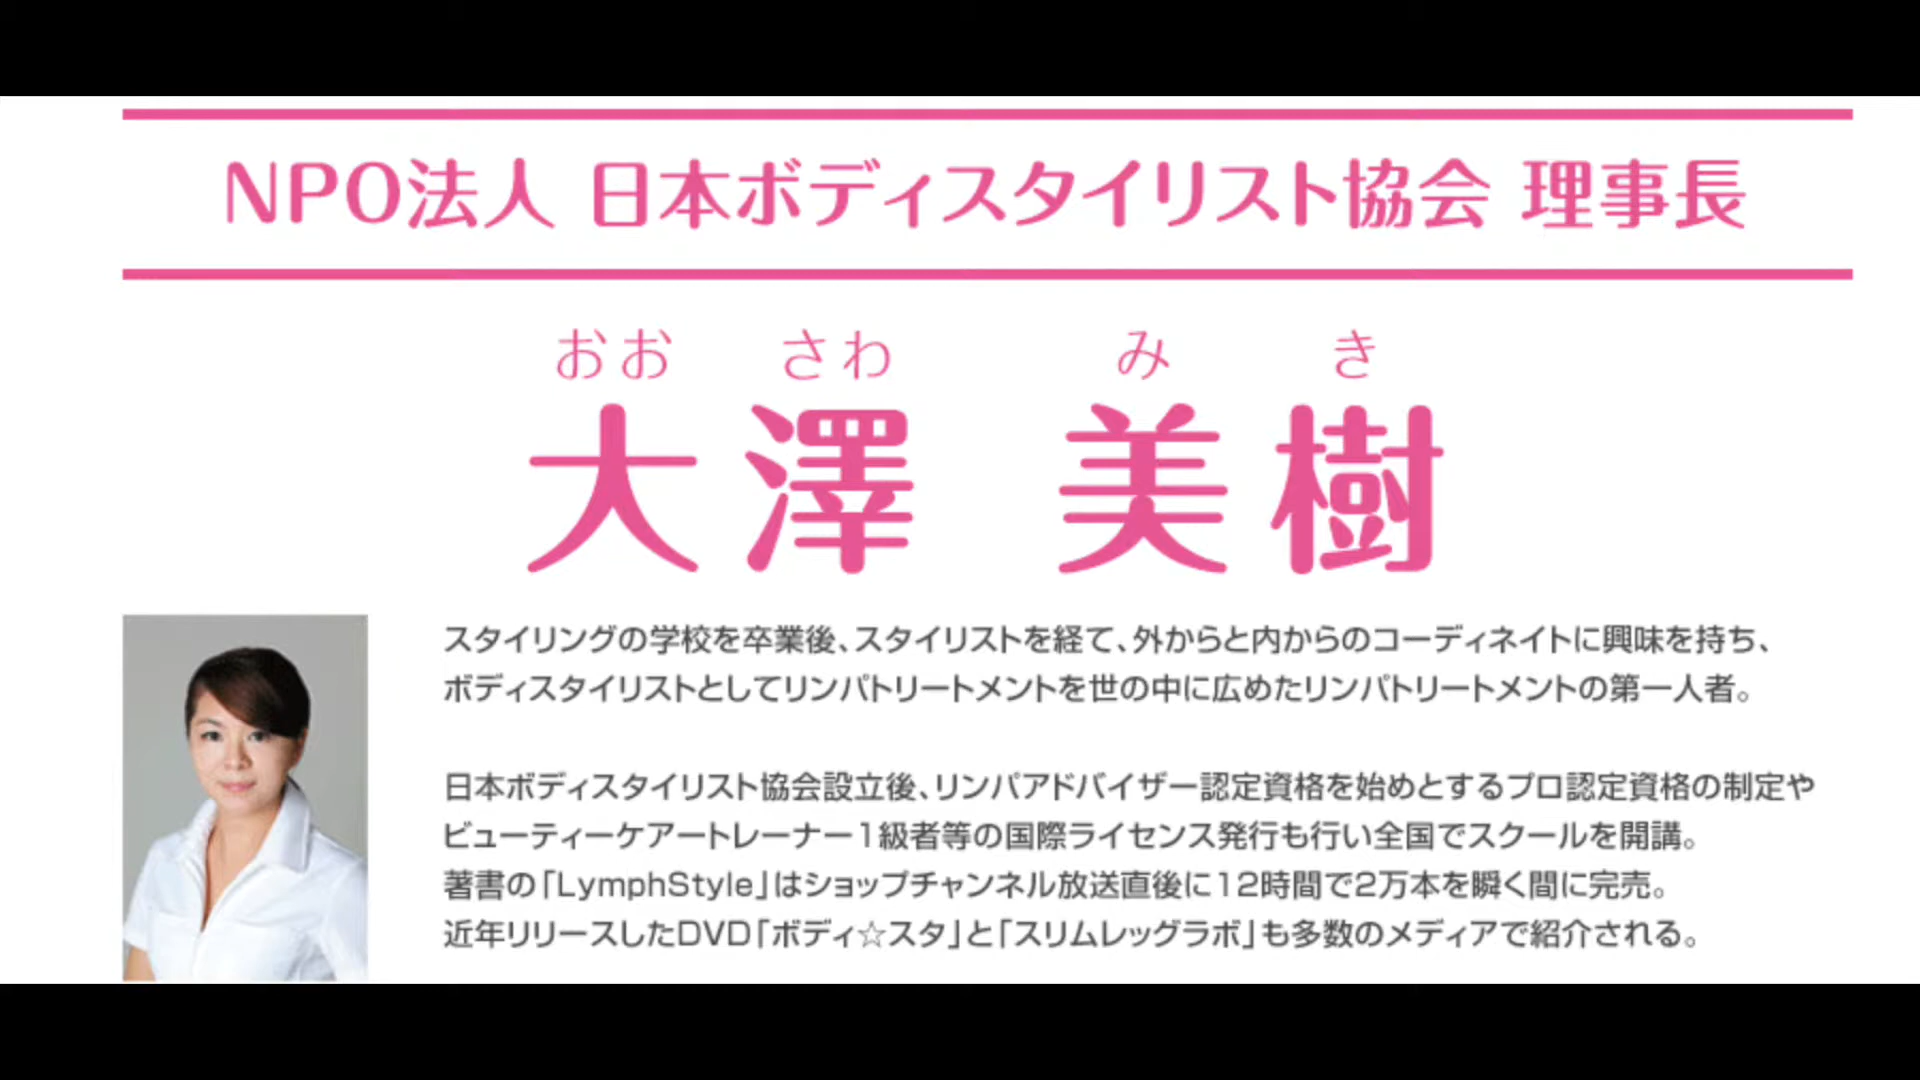 NPO法人 日本ボディスタイリスト協会 理事長
おお さわ み き
大澤 美樹
スタイリングの学校を卒業後、スタイリストを経て、外からと内からのコーディネイトに興味を持ち、
ボディスタイリストとしてリンパトリートメントを世の中に広めたリンパトリートメントの第一人者。
日本ボディスタイリスト協会設立後、リンパアドバイザー認定資格を始めとするプロ認定資格の制定や
ビューティーケアートレーナー1級者等の国際ライセンス発行も行い全国でスクールを開講。
著書の「LymphStyle」はショップチャンネル放送直後に12時間で2万本を瞬く間に完売。
近年リリースしたDVD「ボディ☆スタ」と「スリムレッグラボ」も多数のメディアで紹介される。